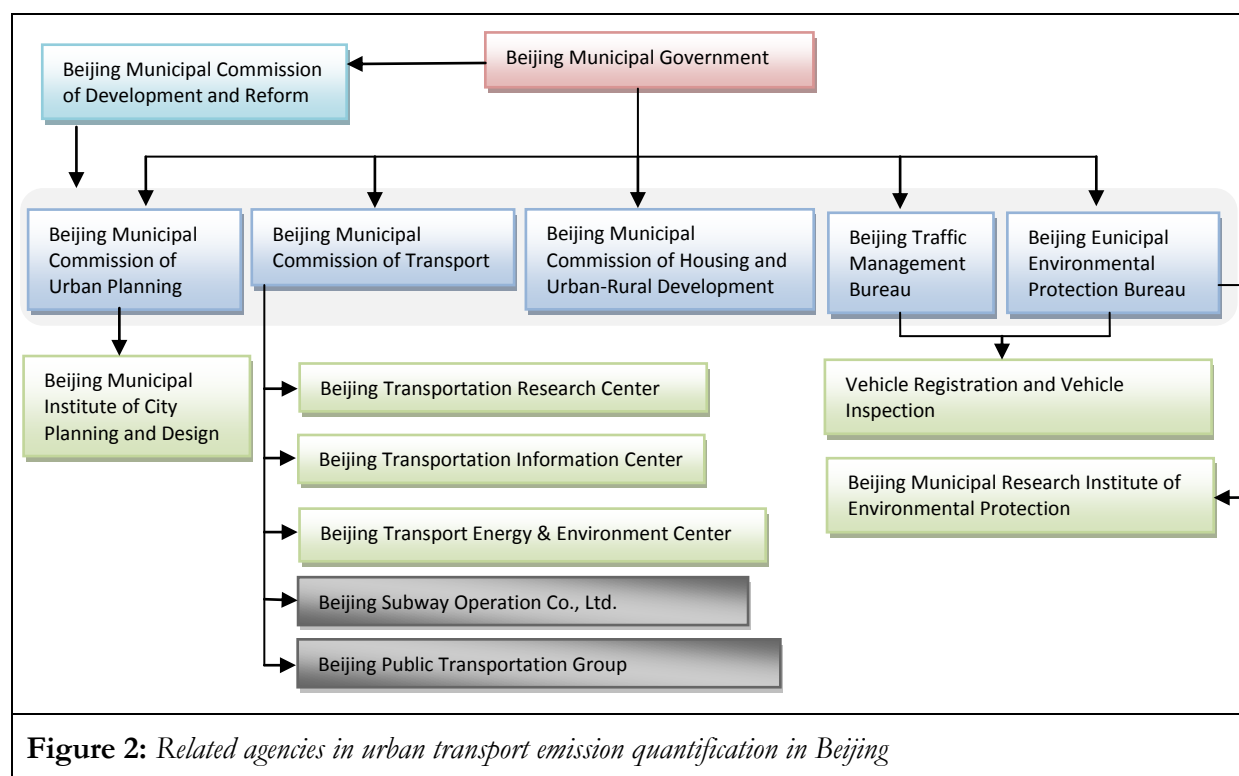 Beijing Municipal Commission
of Development and Reform
Beijing Municipal Government
Beijing Municipal
Commission of
Urban Planning
Beijing Municipal
Commission of Transport
Beijing Municipal
Commission of Housing and
Urban-Rural Development
Beijing Traffic
Management
Bureau
Beijing Eunicipal
Environmental
Protection Bureau
Beijing Municipal
Institute of City
Planning and Design
Beijing Transportation Research Center
Beijing Transportation Information Center
Beijing Transport Energy & Environment Center
Beijing Subway Operation Co., Ltd.
Beijing Public Transportation Group
Vehicle Registration and Vehicle
Inspection
Beijing Municipal Research Institute of
Environmental Protection
Figure 2: Related agencies in urban transport emission quantification in Beijing